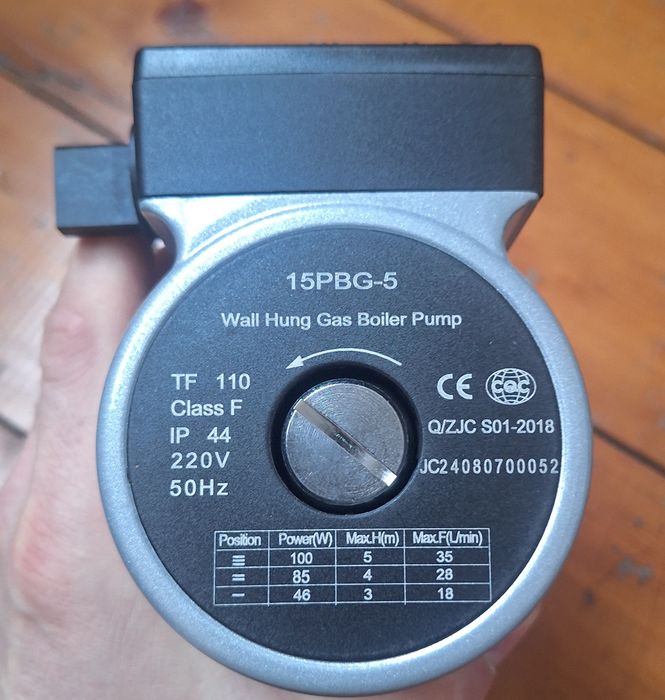 15PBG-5
Wall Hung Gas Boiler Pump
TF 110
Class F
IP 44
220V
50Hz
CE CQC
Q/ZJC S01-2018
JC24080700052
Position Power(W) Max.H(m) Max.F(L/min)
≡ 100 5 35
= 85 4 28
− 46 3 18